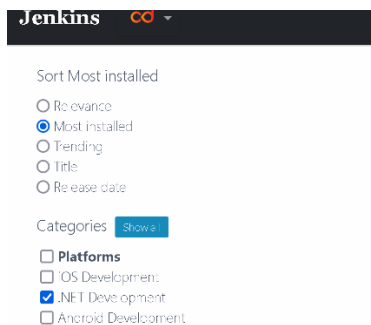 Jenkins cd
Sort Most installed
Relevance
Most installed
Trending
Title
Release date
Categories Show all
Platforms
iOS Development
.NET Development
Android Development